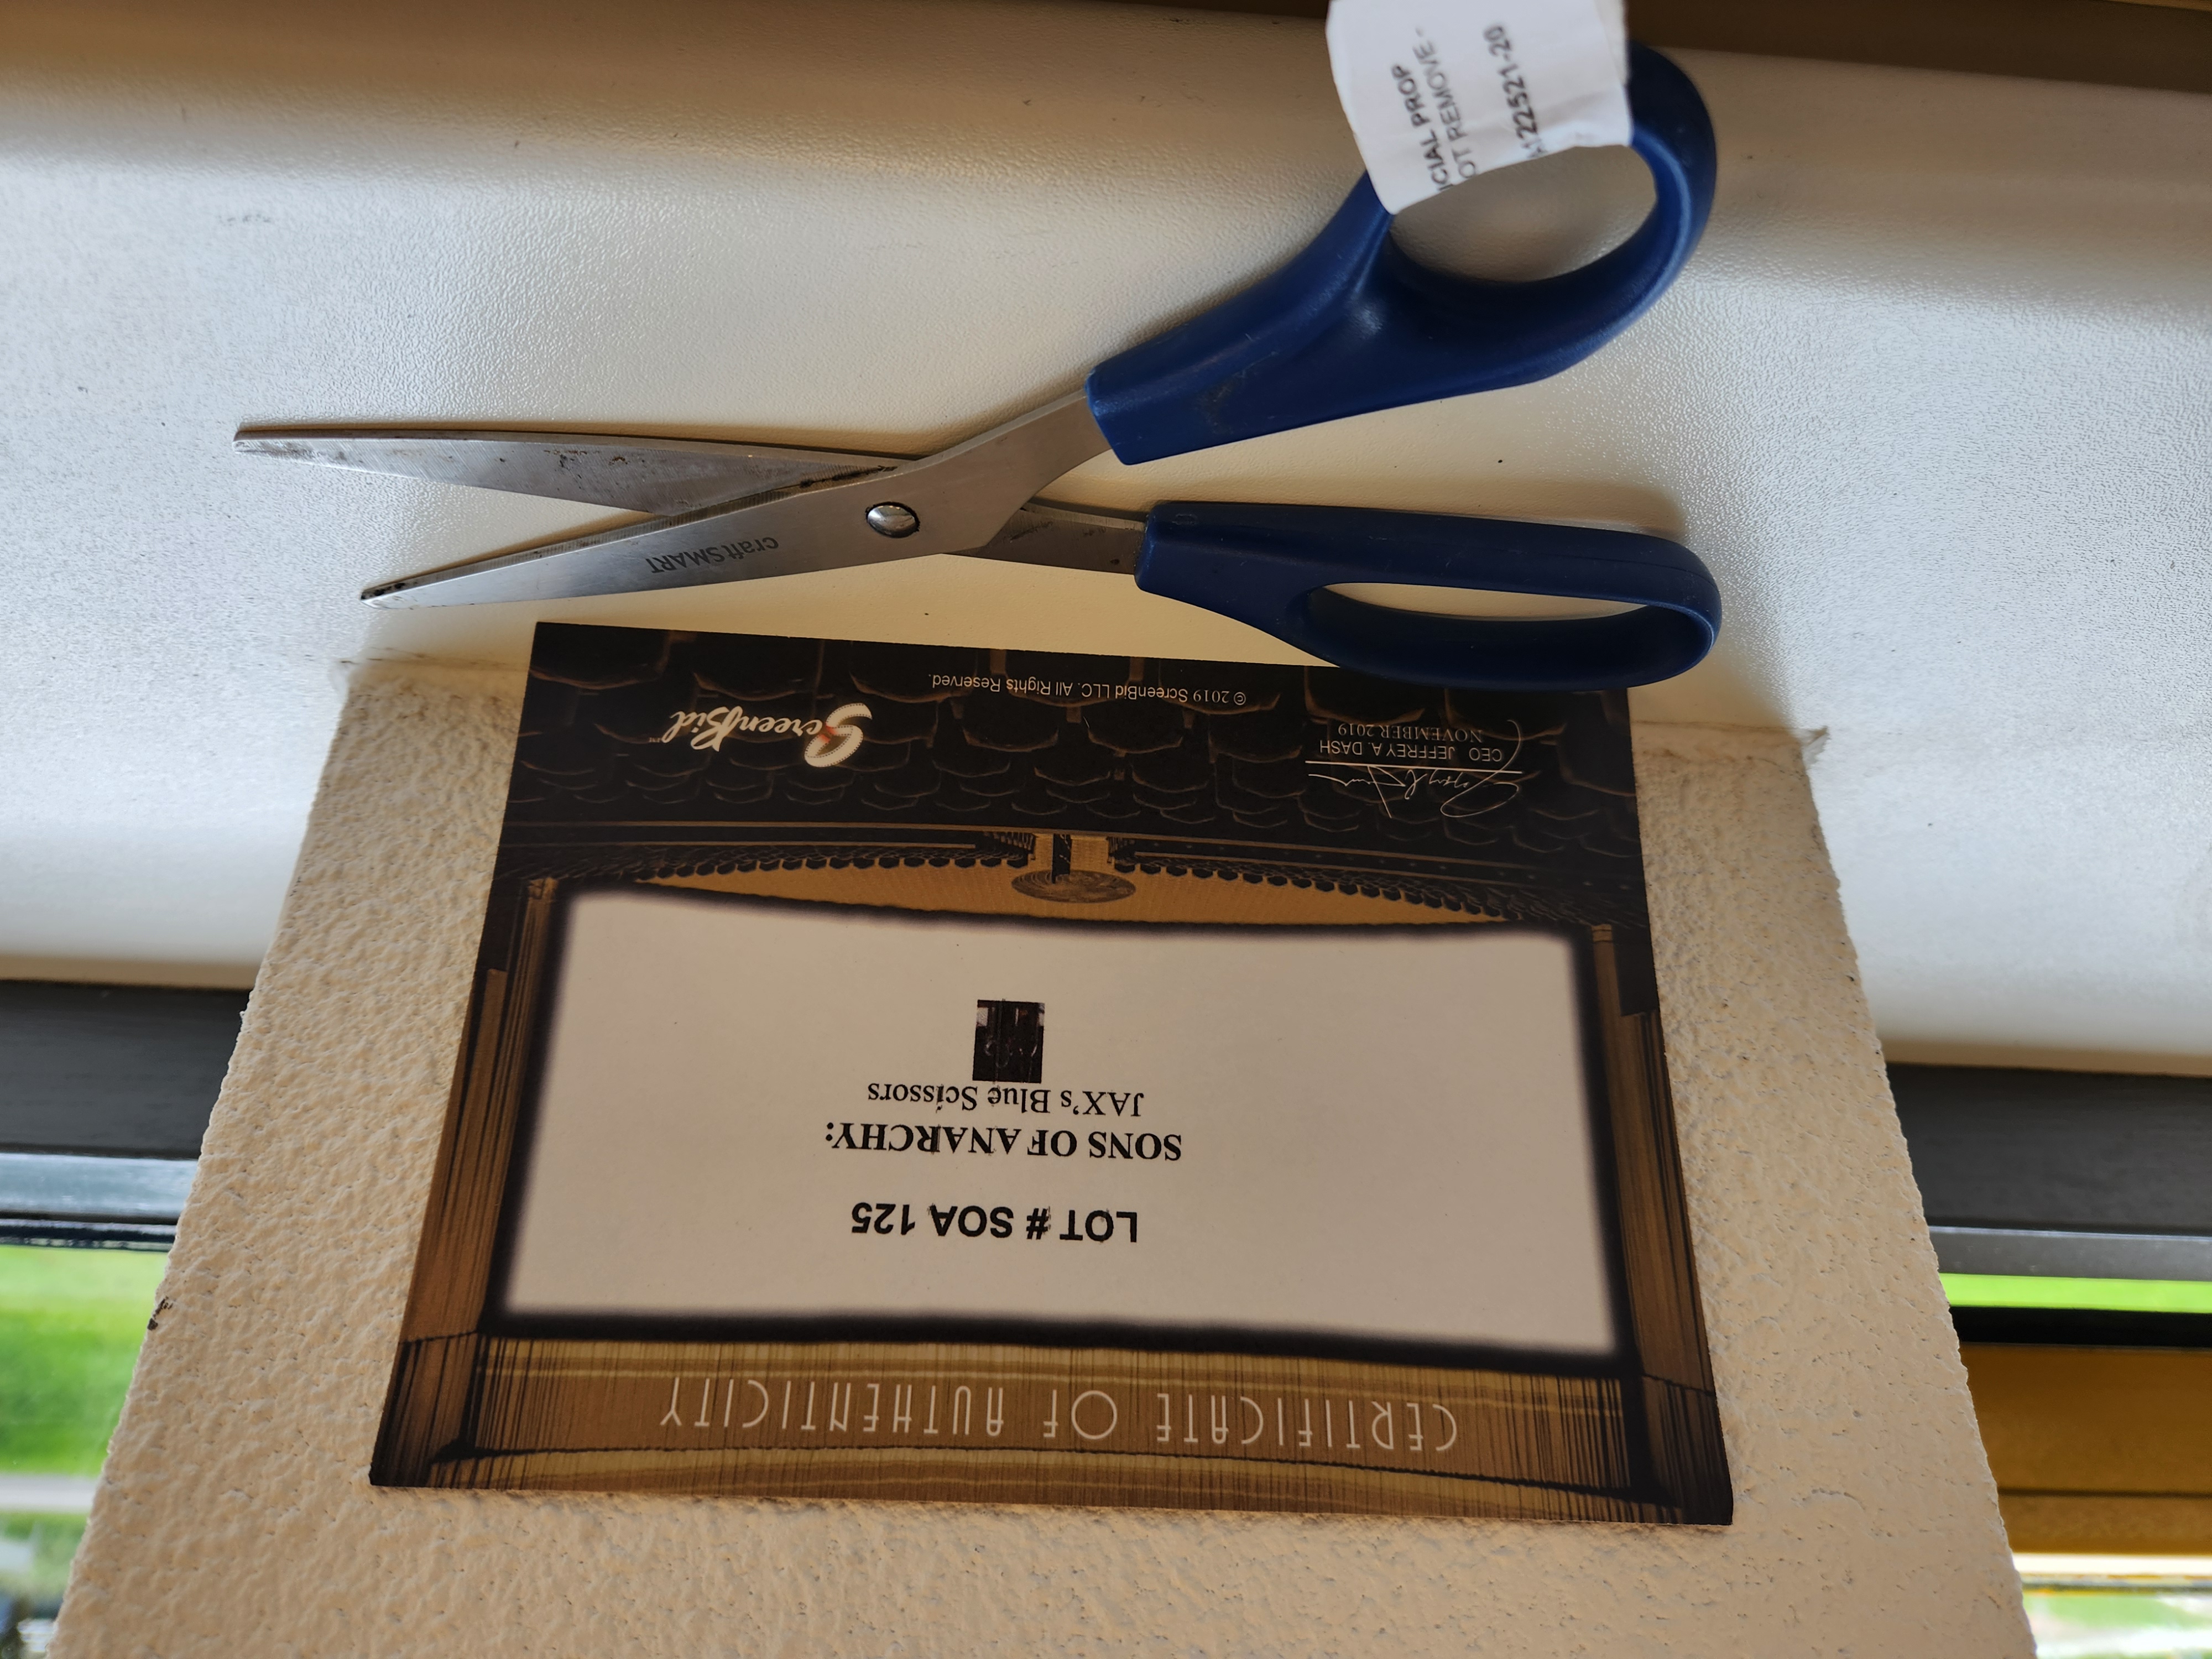 CERTIFICATE OF AUTHENTICITY
LOT # SOA 125
SONS OF ANARCHY:
JAX's Blue Scissors
CEO JEFFREY A. DASH
NOVEMBER 2019
ScreenBid
© 2019 ScreenBid LLC. All Rights Reserved.
craftSMART
CIAL PROP
OT REMOVE -
A1222521-20